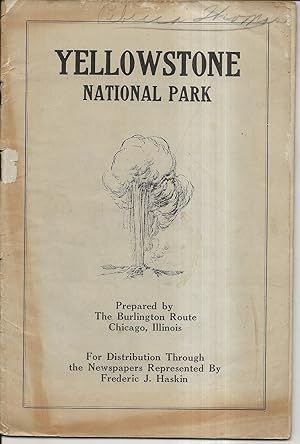 YELLOWSTONE
NATIONAL PARK
Prepared by
The Burlington Route
Chicago, Illinois
For Distribution Through
the Newspapers Represented By
Frederic J. Haskin